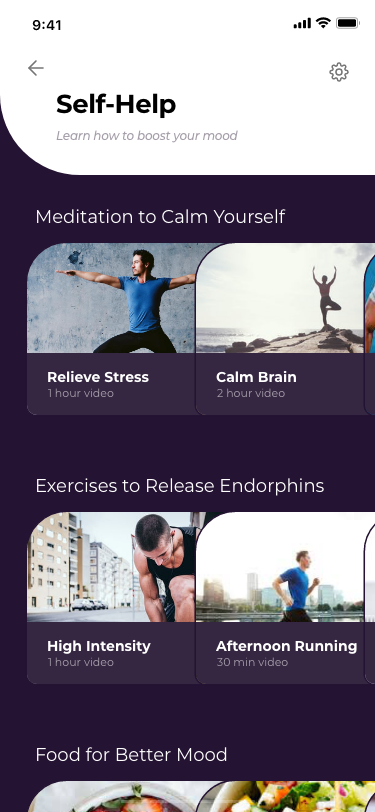 9:41
Self-Help
Learn how to boost your mood
Meditation to Calm Yourself
Relieve Stress
1 hour video
Calm Brain
2 hour video
Exercises to Release Endorphins
High Intensity
1 hour video
Afternoon Running
30 min video
Food for Better Mood